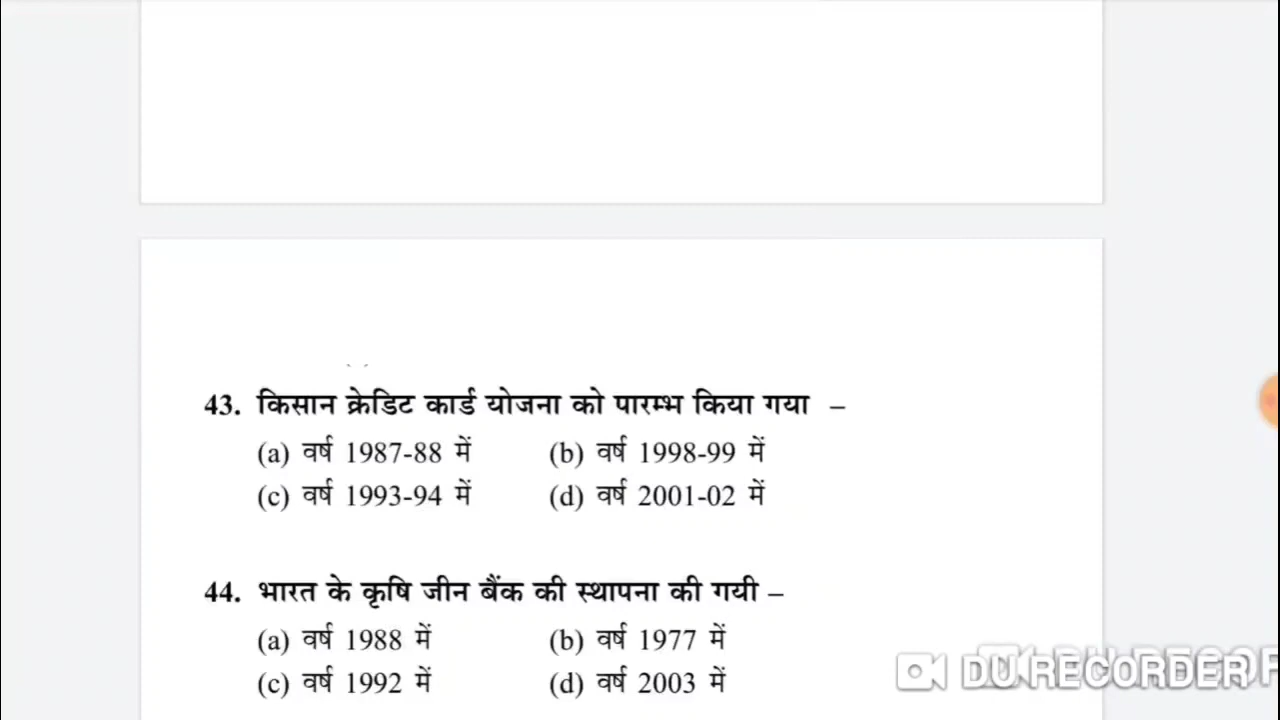 43. किसान क्रेडिट कार्ड योजना को पारम्भ किया गया –
(a) वर्ष 1987-88 में (b) वर्ष 1998-99 में
(c) वर्ष 1993-94 में (d) वर्ष 2001-02 में
44. भारत के कृषि जीन बैंक की स्थापना की गयी –
(a) वर्ष 1988 में (b) वर्ष 1977 में
(c) वर्ष 1992 में (d) वर्ष 2003 में
DU RECORDER